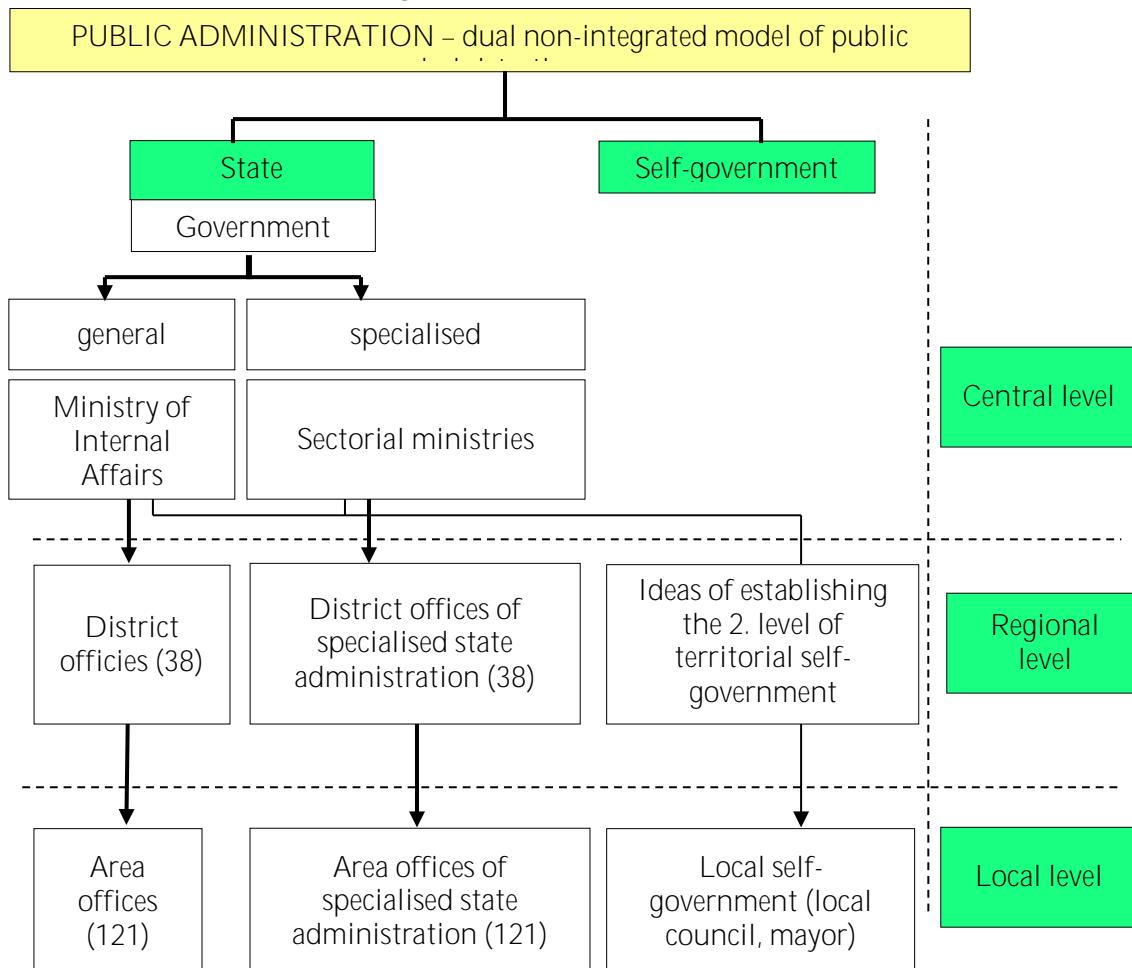 PUBLIC ADMINISTRATION – dual non-integrated model of public
State
Self-government
Government
general
specialised
Central level
Ministry of
Internal
Affairs
Sectorial ministries
District
officies (38)
District offices of
specialised state
administration (38)
Ideas of establishing
the 2. level of
territorial self-
government
Regional
level
Area
offices
(121)
Area offices of
specialised state
administration (121)
Local self-
government (local
council, mayor)
Local level